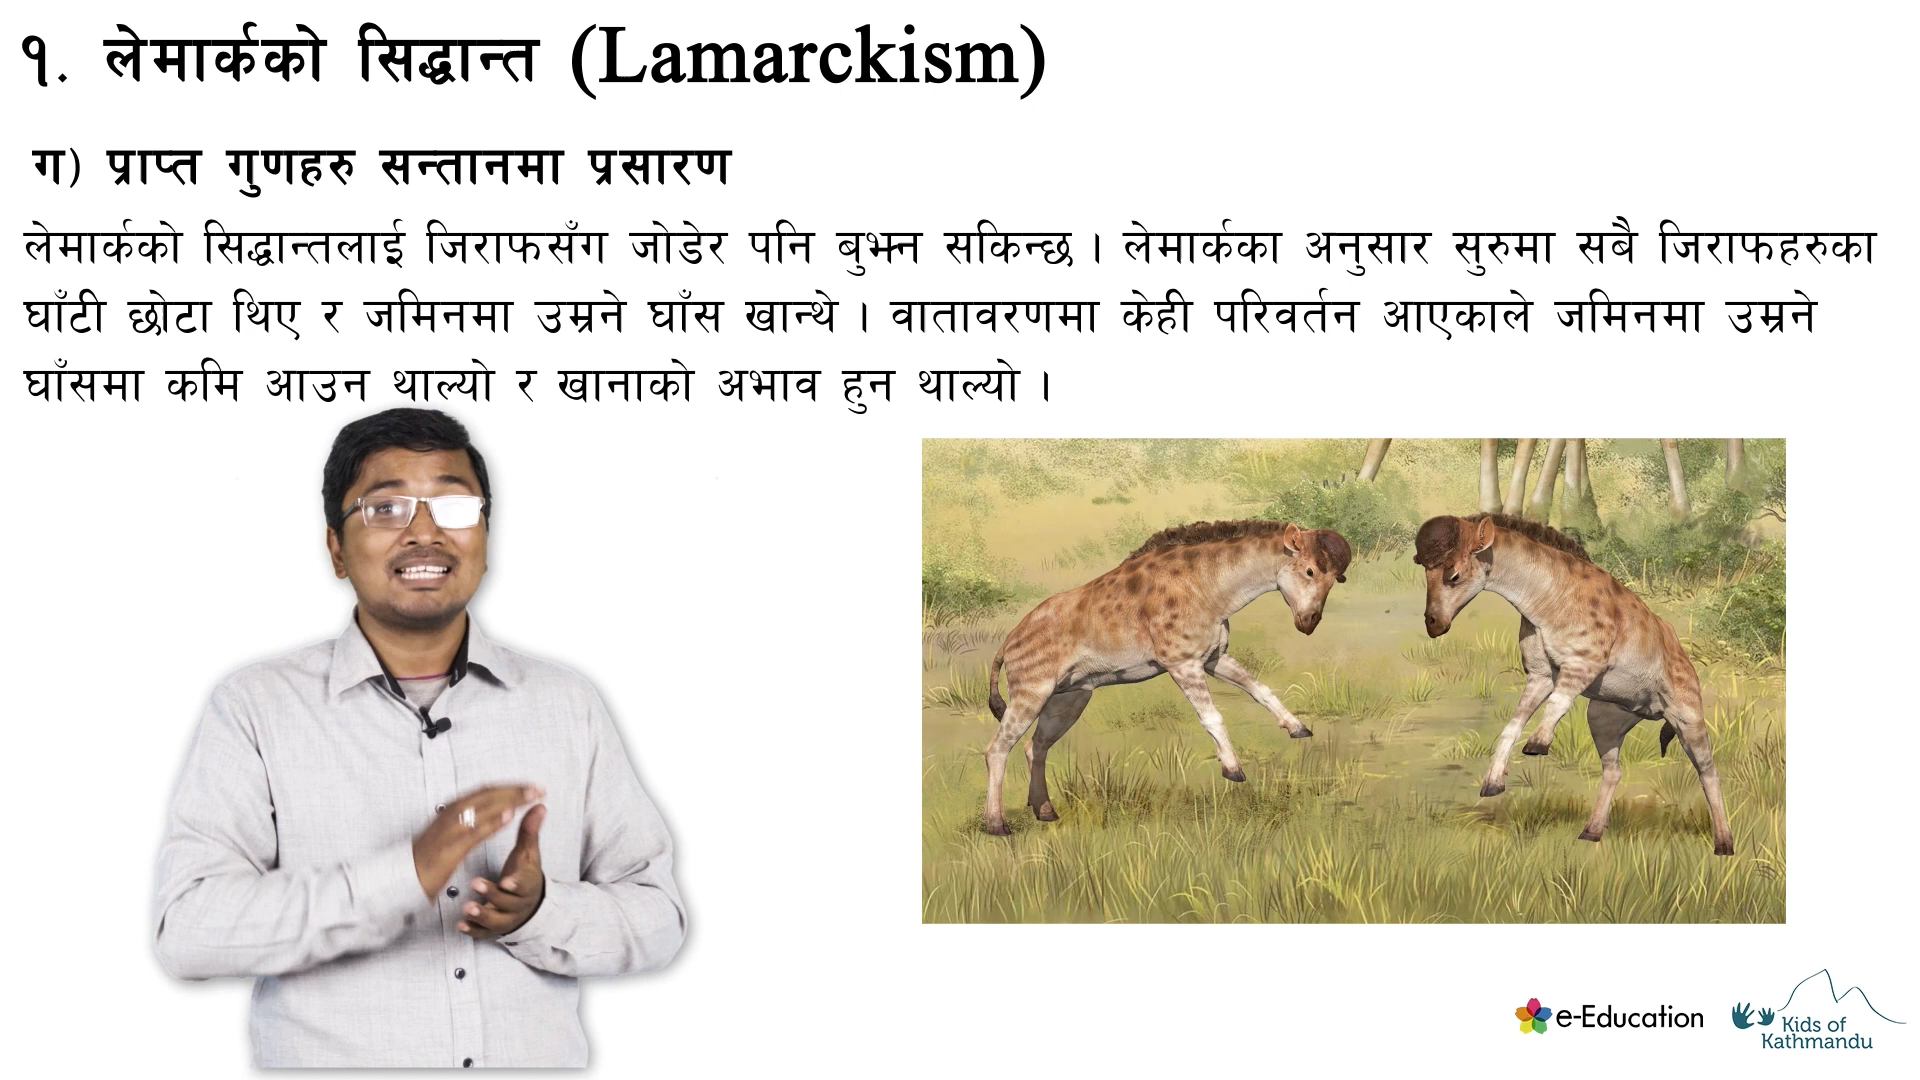 १. लेमार्कको सिद्धान्त (Lamarckism)
ग) प्राप्त गुणहरु सन्तानमा प्रसारण
लेमार्कको सिद्धान्तलाई जिराफसँग जोडेर पनि बुझ्न सकिन्छ । लेमार्कका अनुसार सुरुमा सबै जिराफहरुका
घाँटी छोटा थिए र जमिनमा उम्रने घाँस खान्थे । वातावरणमा केही परिवर्तन आएकाले जमिनमा उम्रने
घाँसमा कमि आउन थाल्यो र खानाको अभाव हुन थाल्यो ।
e-Education
Kids of
Kathmandu